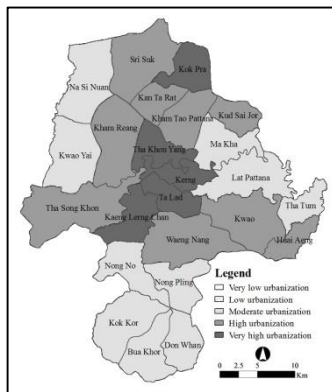 Sri Suk
Kok Pra
Na Si Nuan
Kan Ta Rat
Kham Tao Pattana
Kud Sai Jor
Kham Reang
Tha Khon Yang
Ma Kha
Kwao Yai
Kerng
Lat Pattana
Ta Lad
Tha Song Khon
Tha Tum
Kaeng Lerng Chan
Kwao
Waeng Nang
Huai Aeng
Nong No
Nong Pling
Kok Kor
Bua Khor
Don Whan
Legend
Very low urbanization
Low urbanization
Moderate urbanization
High urbanization
Very high urbanization
0 2.5 5 10
Km